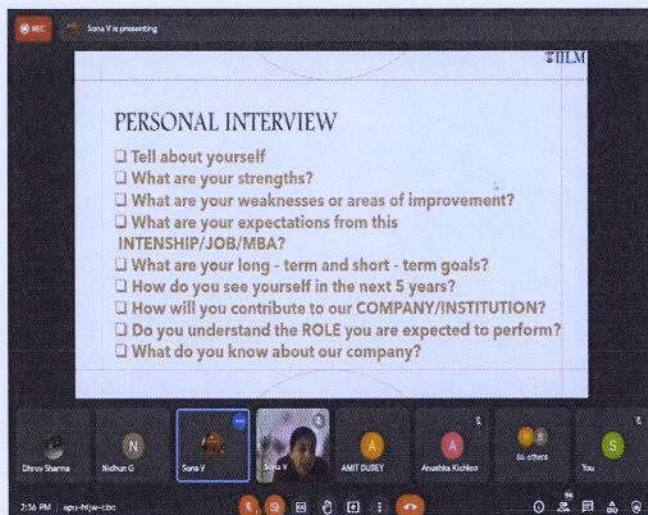 REC
Sona V is presenting
IILM
PERSONAL INTERVIEW
Tell about yourself
What are your strengths?
What are your weaknesses or areas of improvement?
What are your expectations from this
INTENSHIP/JOB/MBA?
What are your long - term and short - term goals?
How do you see yourself in the next 5 years?
How will you contribute to our COMPANY/INSTITUTION?
Do you understand the ROLE you are expected to perform?
What do you know about our company?
N
A
A
S
Dhruv Sharma
Nidhun G
Sona V
Sona V
AMIT DUBEY
Anushka Kichloo
66 others
You
2:36 PM